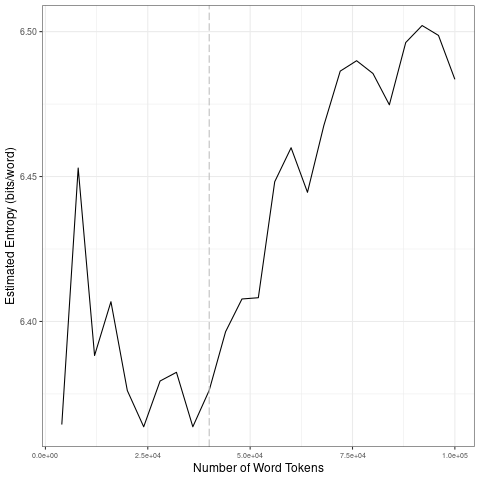 Estimated Entropy (bits/word)
6.50
6.45
6.40
0.0e+00 2.5e+04 5.0e+04 7.5e+04 1.0e+05
Number of Word Tokens